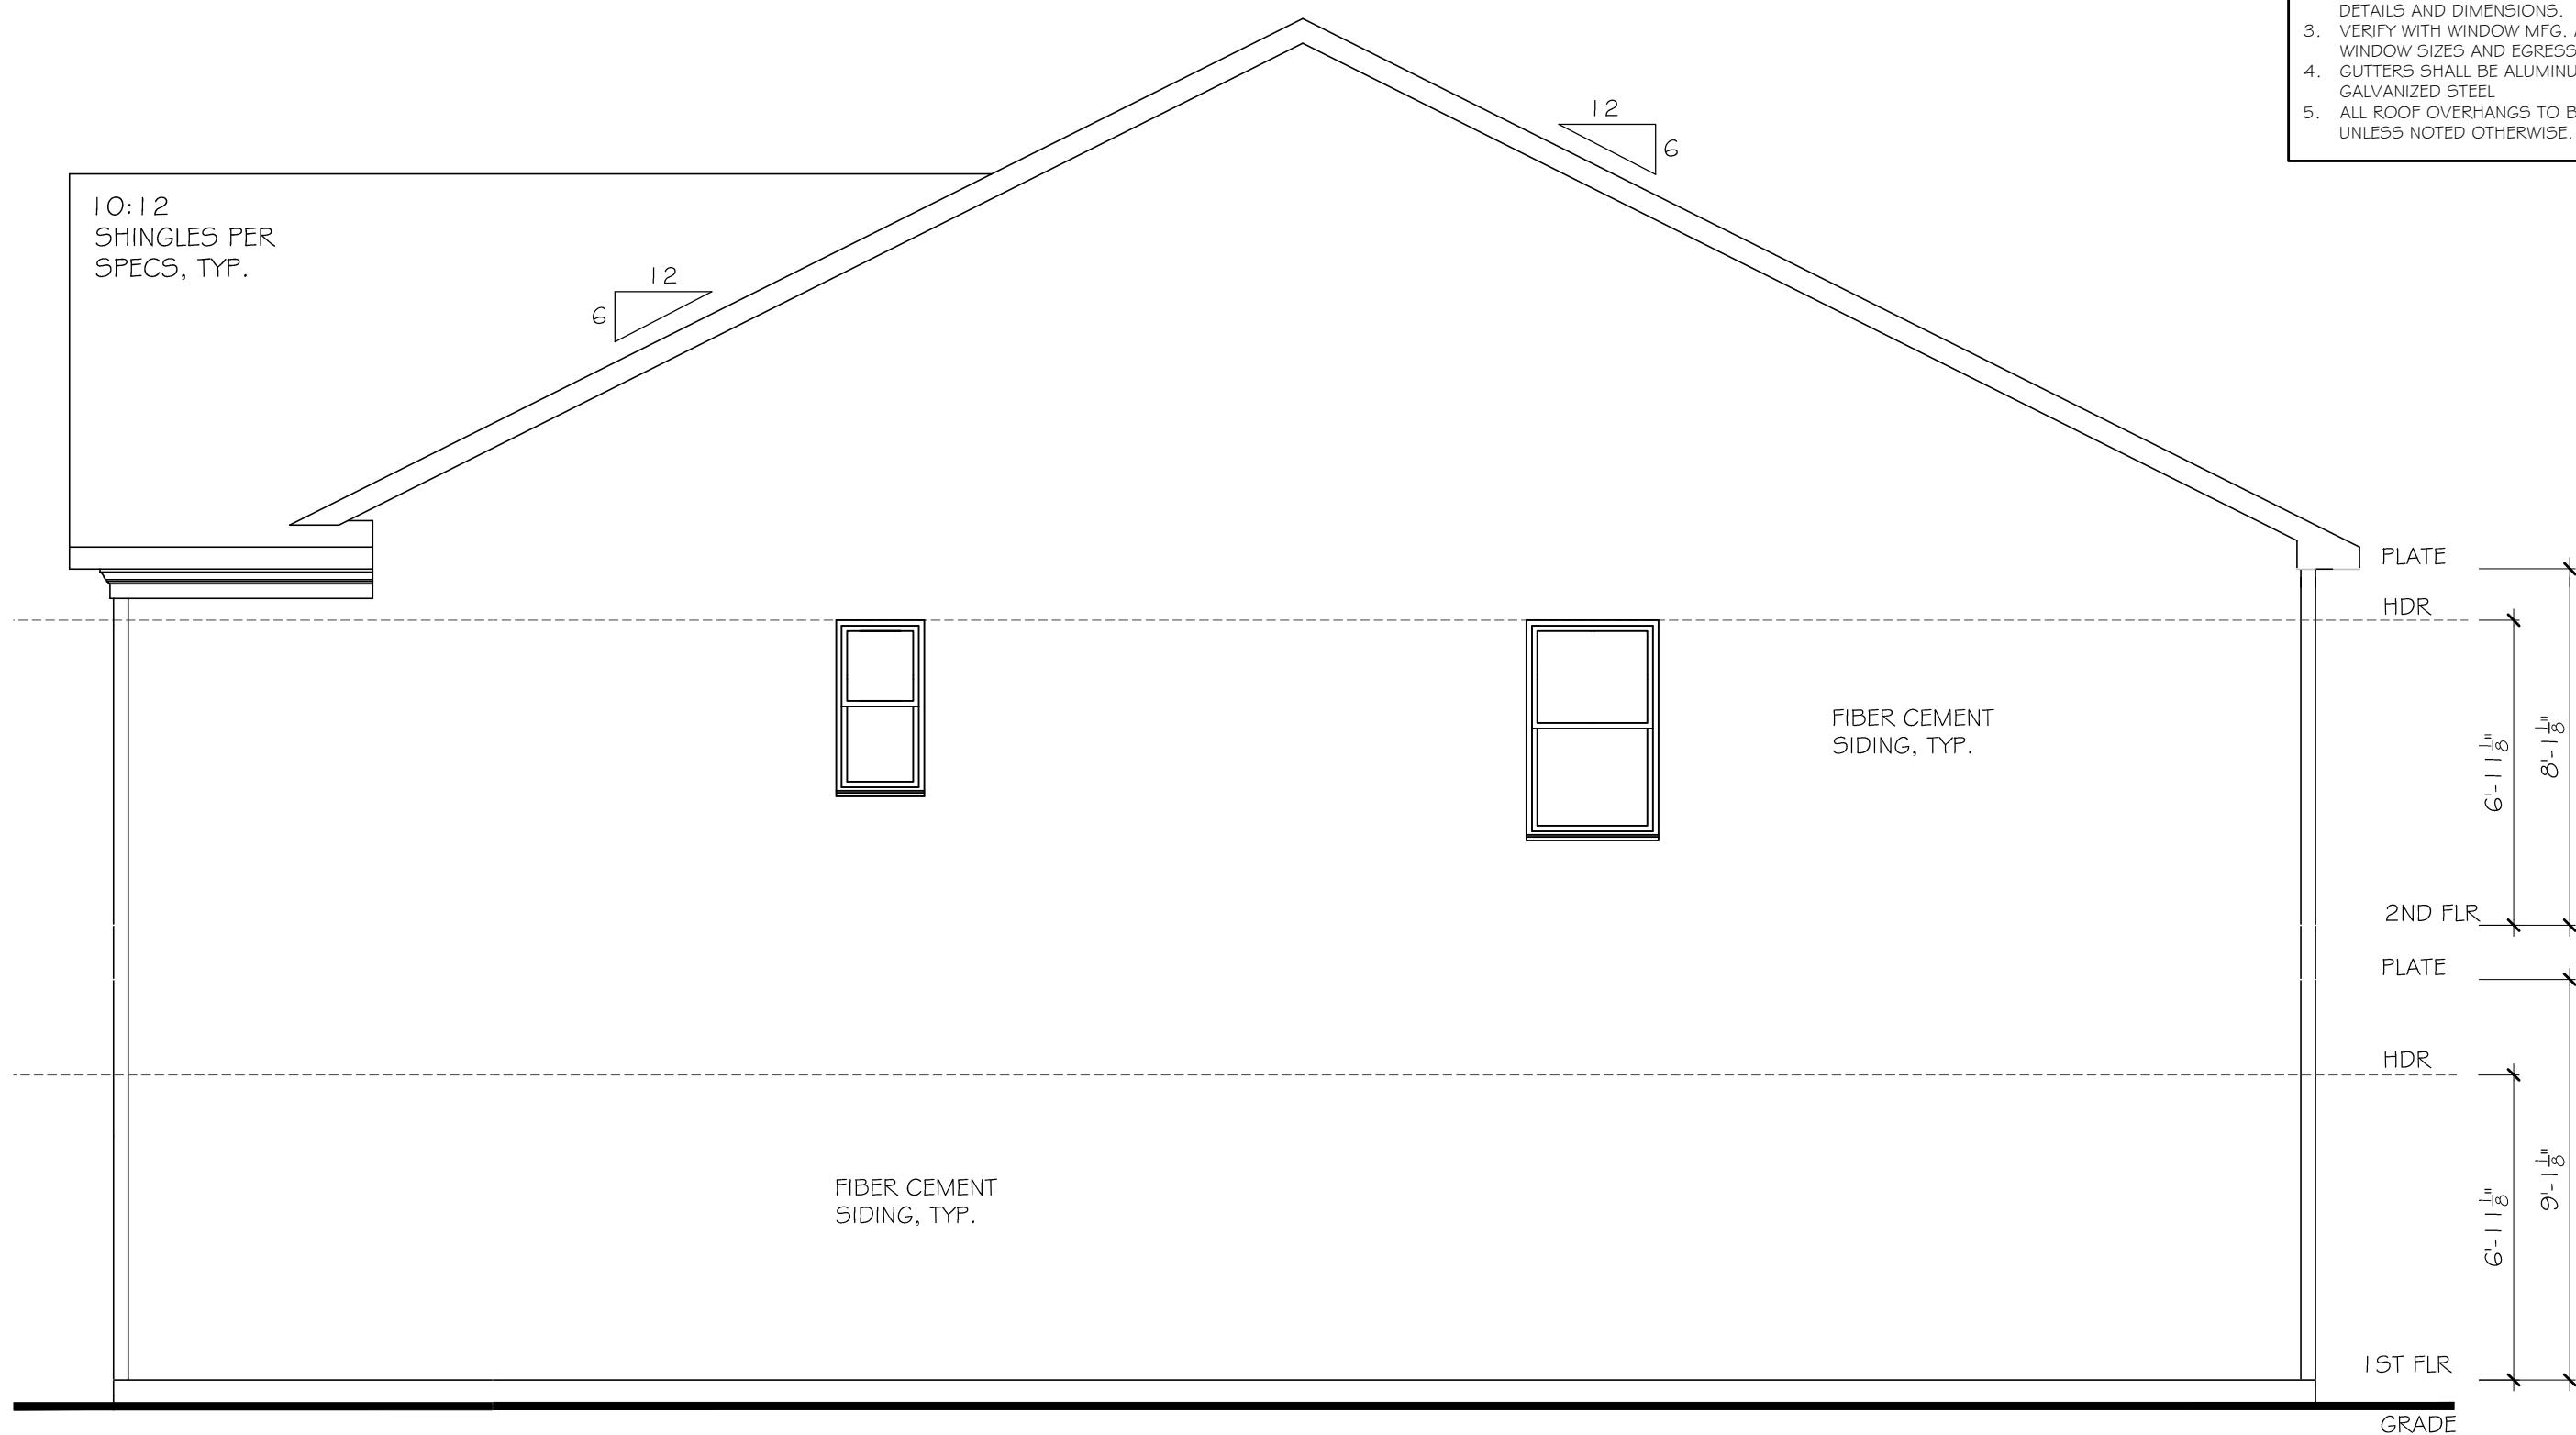 DETAILS AND DIMENSIONS.
3. VERIFY WITH WINDOW MFG.
WINDOW SIZES AND EGRESS
4. GUTTERS SHALL BE
GALVANIZED STEEL
5. ALL ROOF OVERHANGS TO
UNLESS NOTED OTHERWISE.
12
6
10:12
SHINGLES PER
SPECS, TYP.
12
6
PLATE
HDR
FIBER CEMENT
SIDING, TYP.
6'-11 1/8"
8'-1 1/8"
2ND FLR
PLATE
HDR
FIBER CEMENT
SIDING, TYP.
6'-11 1/8"
9'-1 1/8"
1ST FLR
GRADE